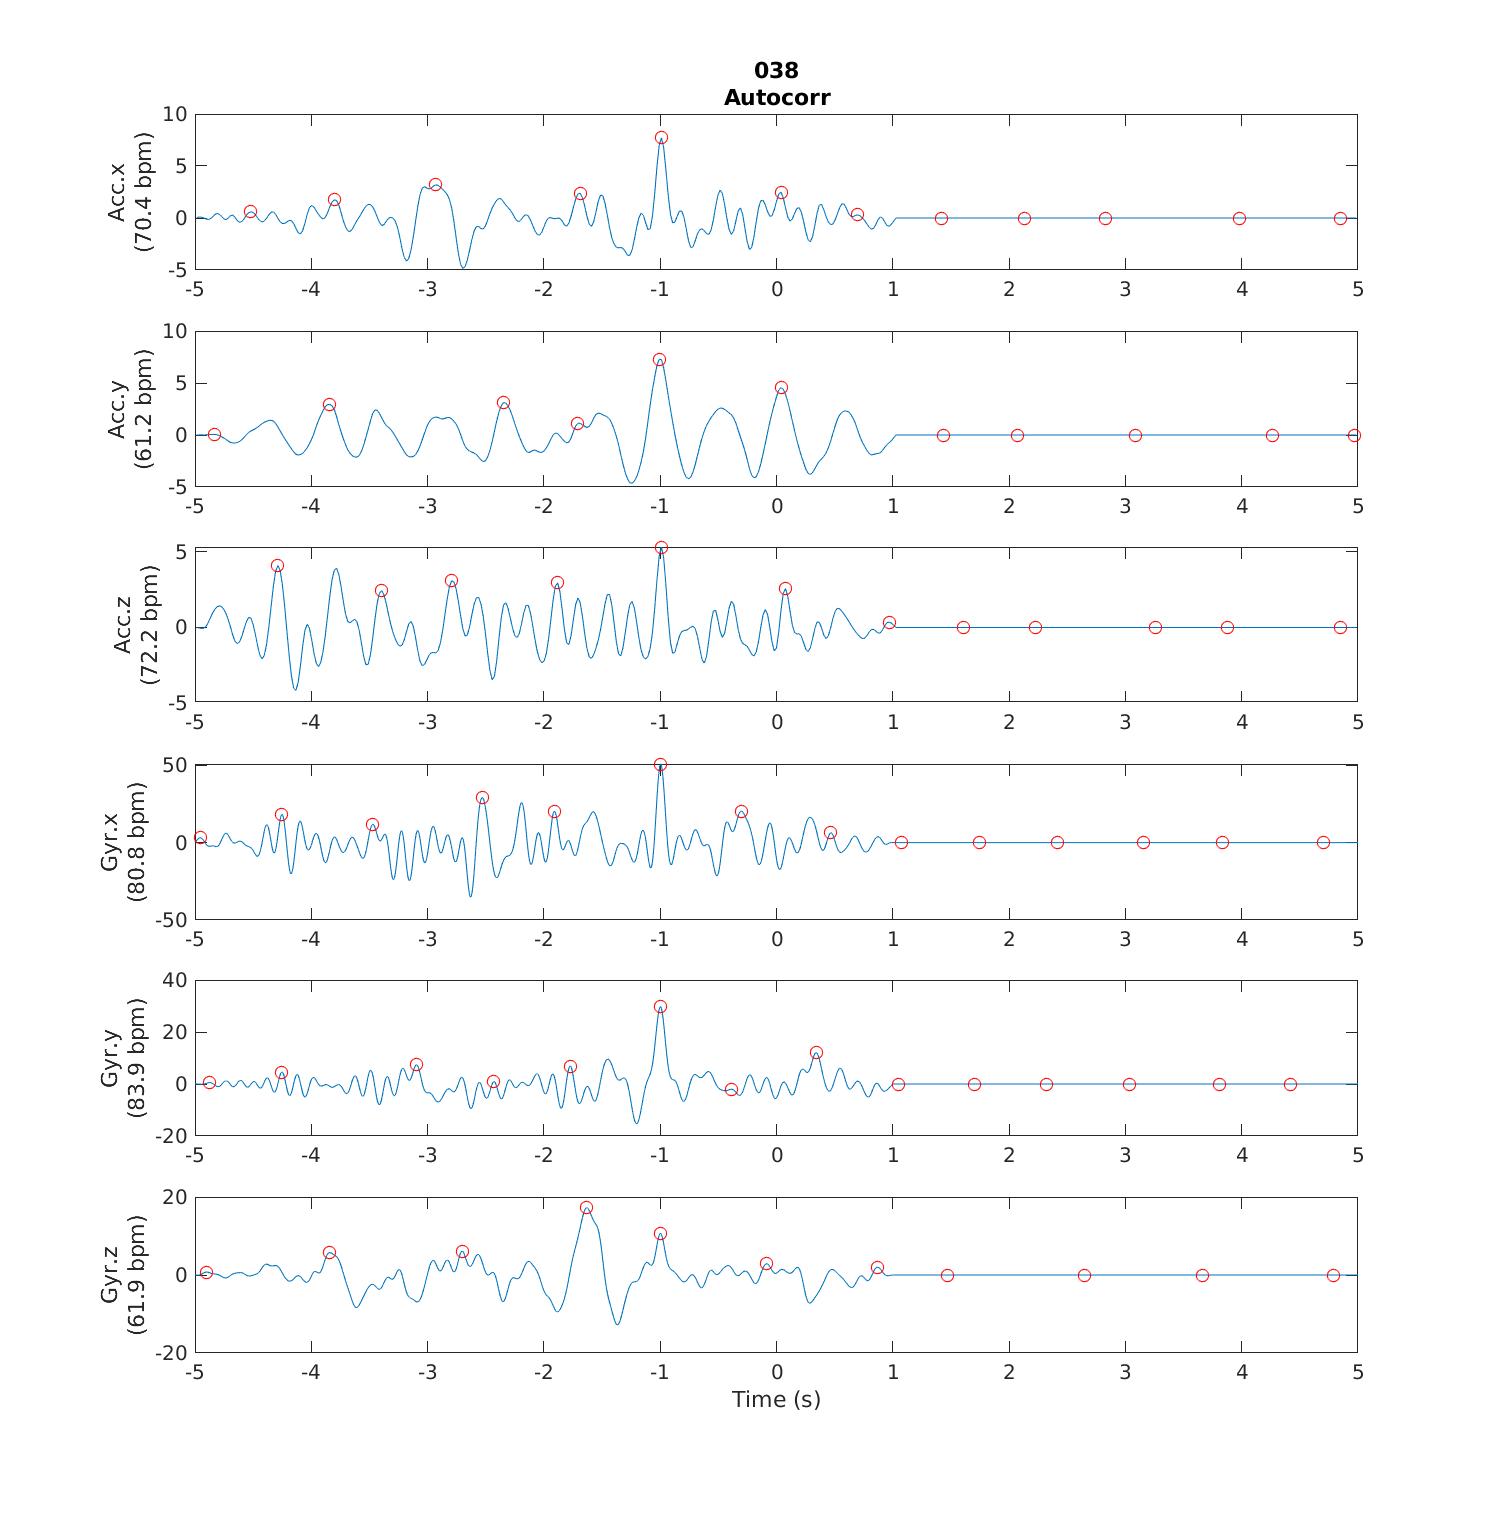 038
Autocorr
Acc.x
(70.4 bpm)
10
5
0
-5
-5 -4 -3 -2 -1 0 1 2 3 4 5
Acc.y
(61.2 bpm)
10
5
0
-5
-5 -4 -3 -2 -1 0 1 2 3 4 5
Acc.z
(72.2 bpm)
5
0
-5
-5 -4 -3 -2 -1 0 1 2 3 4 5
Gyr.x
(80.8 bpm)
50
0
-50
-5 -4 -3 -2 -1 0 1 2 3 4 5
Gyr.y
(83.9 bpm)
40
20
0
-20
-5 -4 -3 -2 -1 0 1 2 3 4 5
Gyr.z
(61.9 bpm)
20
0
-20
-5 -4 -3 -2 -1 0 1 2 3 4 5
Time (s)